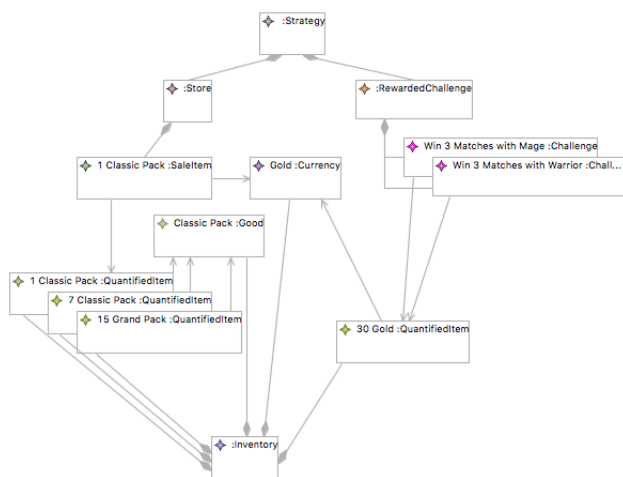 :Strategy
:Store
:RewardedChallenge
Win 3 Matches with Mage :Challenge
1 Classic Pack :SaleItem
Gold :Currency
Win 3 Matches with Warrior :Chall...
Classic Pack :Good
1 Classic Pack :QuantifiedItem
7 Classic Pack :QuantifiedItem
15 Grand Pack :QuantifiedItem
30 Gold :QuantifiedItem
:Inventory